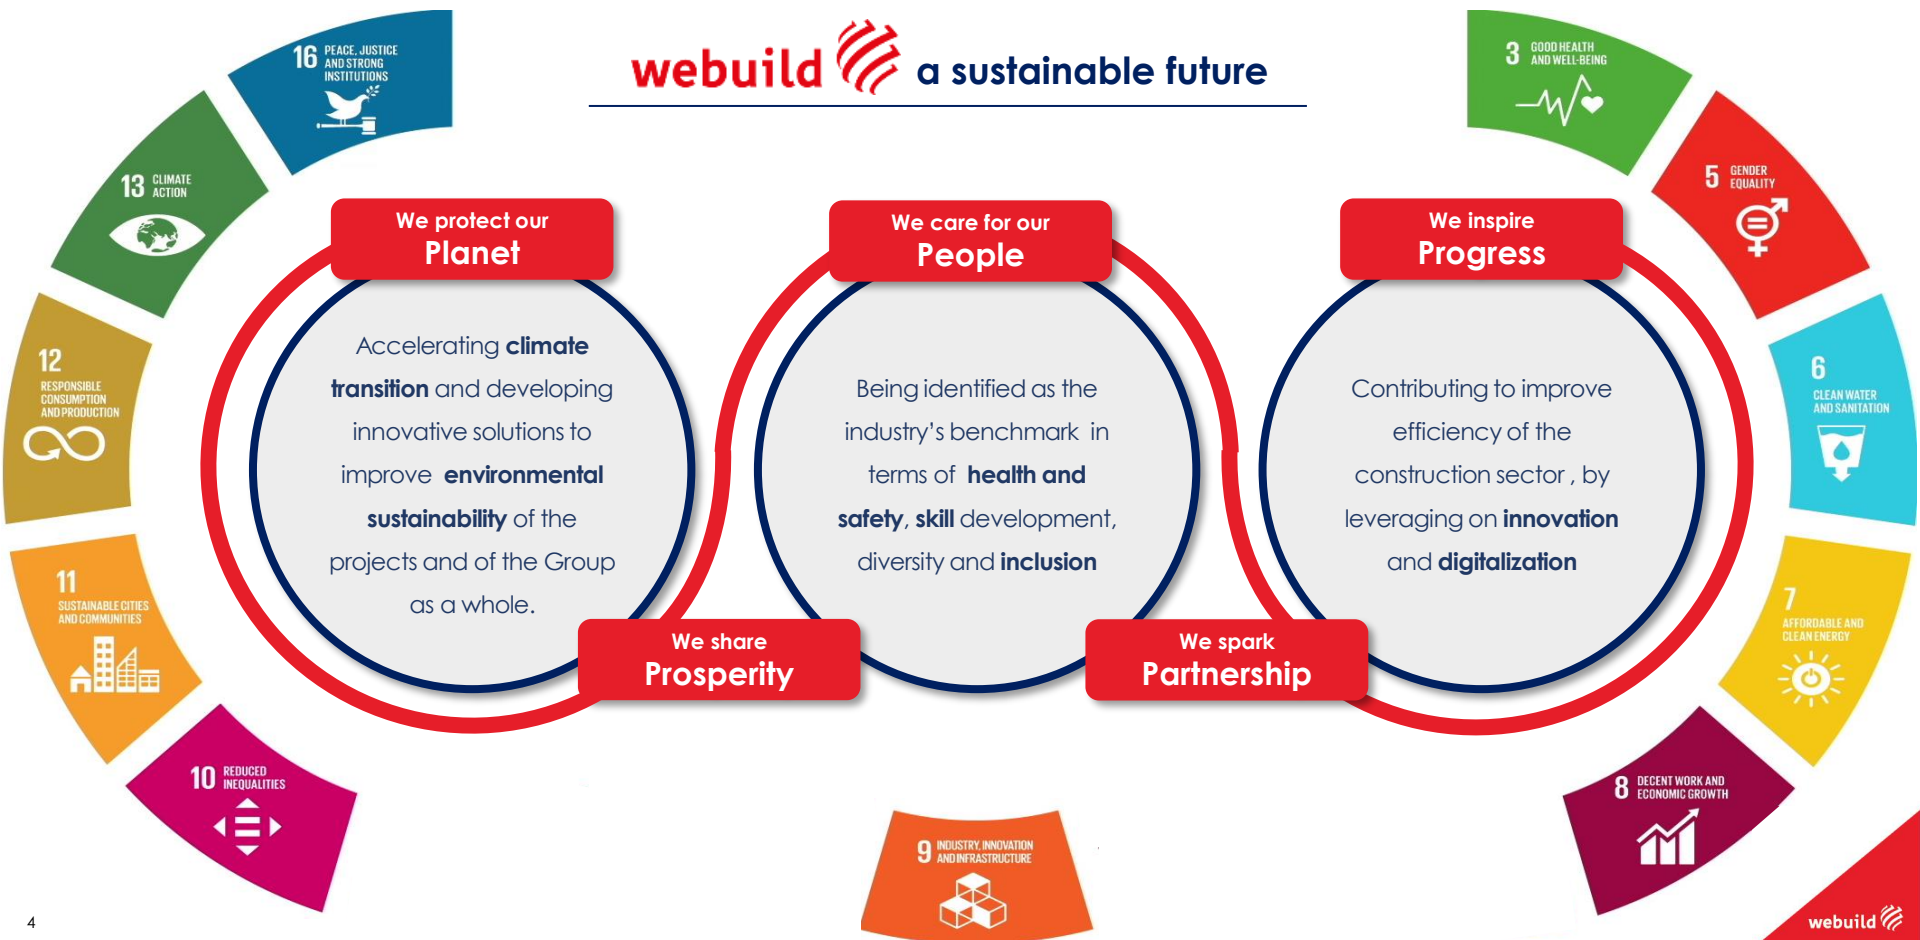 webuild a sustainable future
16 PEACE, JUSTICE
AND STRONG
INSTITUTIONS
13 CLIMATE
ACTION
12
RESPONSIBLE
CONSUMPTION
AND PRODUCTION
11
SUSTAINABLE CITIES
AND COMMUNITIES
10 REDUCED
INEQUALITIES
We protect our
Planet
Accelerating climate
transition and developing
innovative solutions to
improve environmental
sustainability of the
projects and of the Group
as a whole.
We share
Prosperity
We care for our
People
Being identified as the
industry's benchmark in
terms of health and
safety, skill development,
diversity and inclusion
We spark
Partnership
We inspire
Progress
Contributing to improve
efficiency of the
construction sector , by
leveraging on innovation
and digitalization
3 GOOD HEALTH
AND WELL-BEING
5 GENDER
EQUALITY
6
CLEAN WATER
AND SANITATION
7
AFFORDABLE AND
CLEAN ENERGY
8 DECENT WORK AND
ECONOMIC GROWTH
9 INDUSTRY, INNOVATION
AND INFRASTRUCTURE
4
webuild